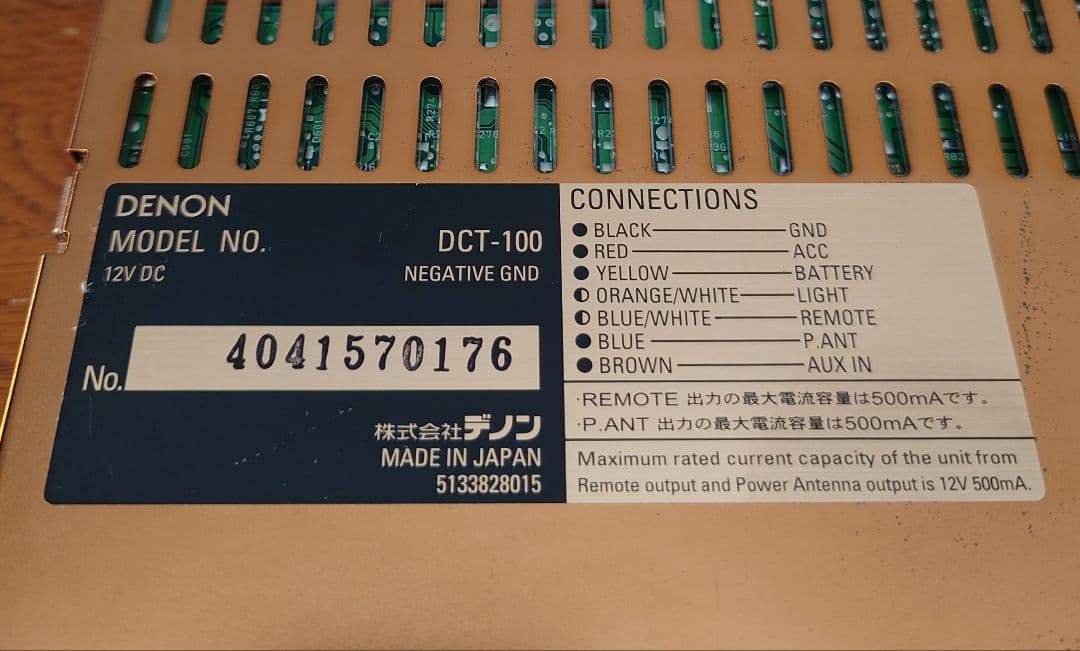 DENON
MODEL NO. DCT-100
12V DC NEGATIVE GND
No. 4041570176
株式会社デノン
MADE IN JAPAN
5133828015
CONNECTIONS
BLACK GND
RED ACC
YELLOW BATTERY
ORANGE/WHITE LIGHT
BLUE/WHITE REMOTE
BLUE P.ANT
BROWN AUX IN
·REMOTE 出力の最大電流容量は500mAです。
·P.ANT 出力の最大電流容量は500mAです。
Maximum rated current capacity of the unit from
Remote output and Power Antenna output is 12V 500mA.